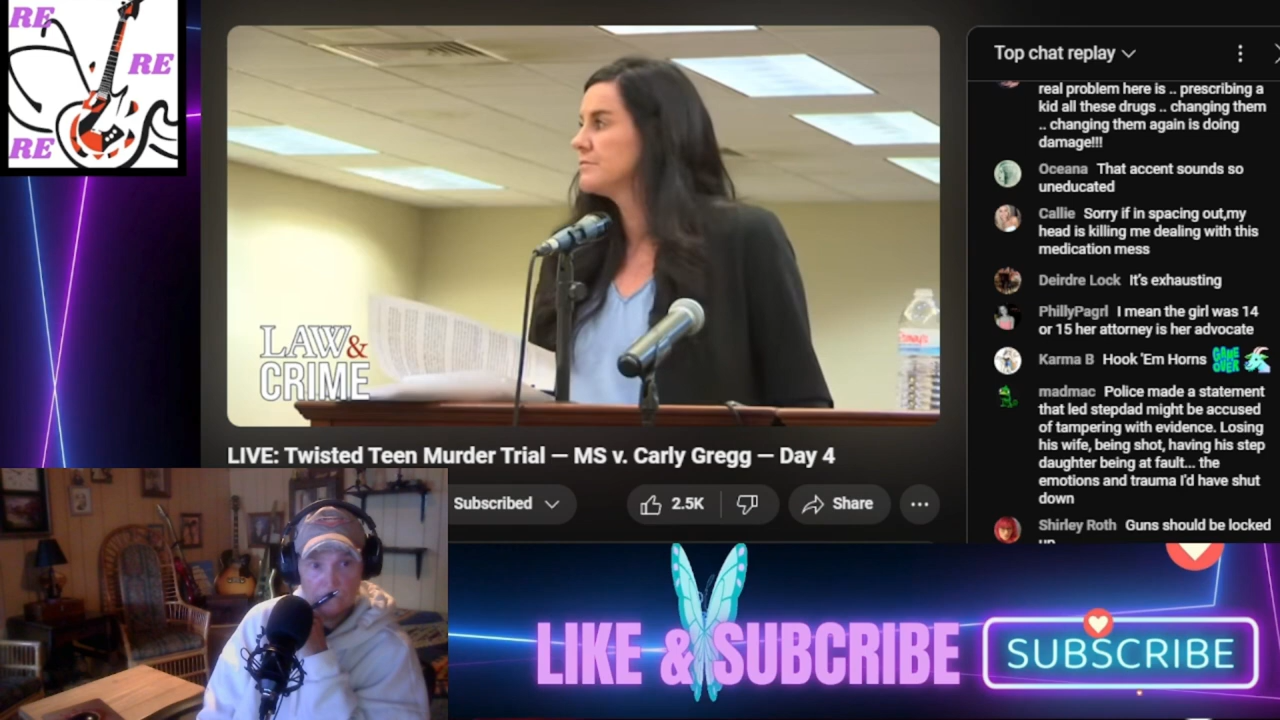 RE
RE
RE
LAW&
CRIME
LIVE: Twisted Teen Murder Trial — MS v. Carly Gregg — Day 4
Subscribed
2.5K
Share
Top chat replay
real problem here is .. prescribing a
kid all these drugs .. changing them
.. changing them again is doing
damage!!!
Oceana That accent sounds so
uneducated
Callie Sorry if in spacing out,my
head is killing me dealing with this
medication mess
Deirdre Lock It's exhausting
PhillyPagrl I mean the girl was 14
or 15 her attorney is her advocate
Karma B Hook 'Em Horns GAME OVER
madmac Police made a statement
that led stepdad might be accused
of tampering with evidence. Losing
his wife, being shot, having his step
daughter being at fault... the
emotions and trauma I'd have shut
down
Shirley Roth Guns should be locked
LIKE & SUBCRIBE
SUBCRIBE